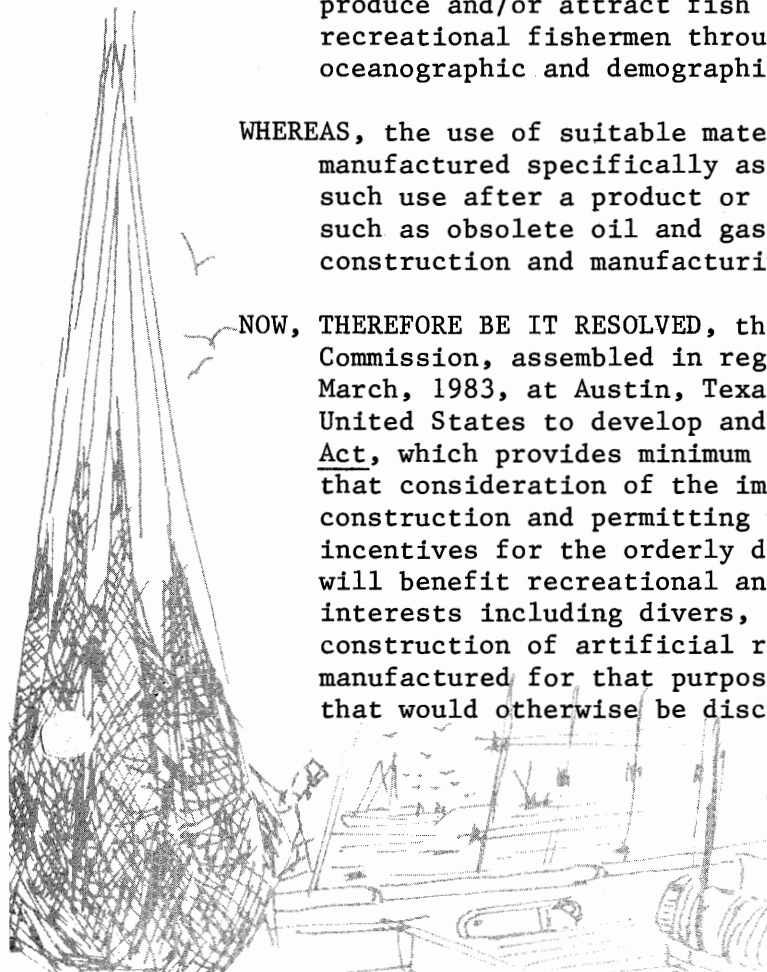 produce and/or attract fish
recreational fishermen throu
oceanographic and demographi
WHEREAS, the use of suitable mate
manufactured specifically as
such use after a product or
such as obsolete oil and gas
construction and manufacturi
NOW, THEREFORE BE IT RESOLVED, th
Commission, assembled in reg
March, 1983, at Austin, Texa
United States to develop and
Act, which provides minimum
that consideration of the im
construction and permitting
incentives for the orderly d
will benefit recreational an
interests including divers,
construction of artificial r
manufactured for that purpos
that would otherwise be disc